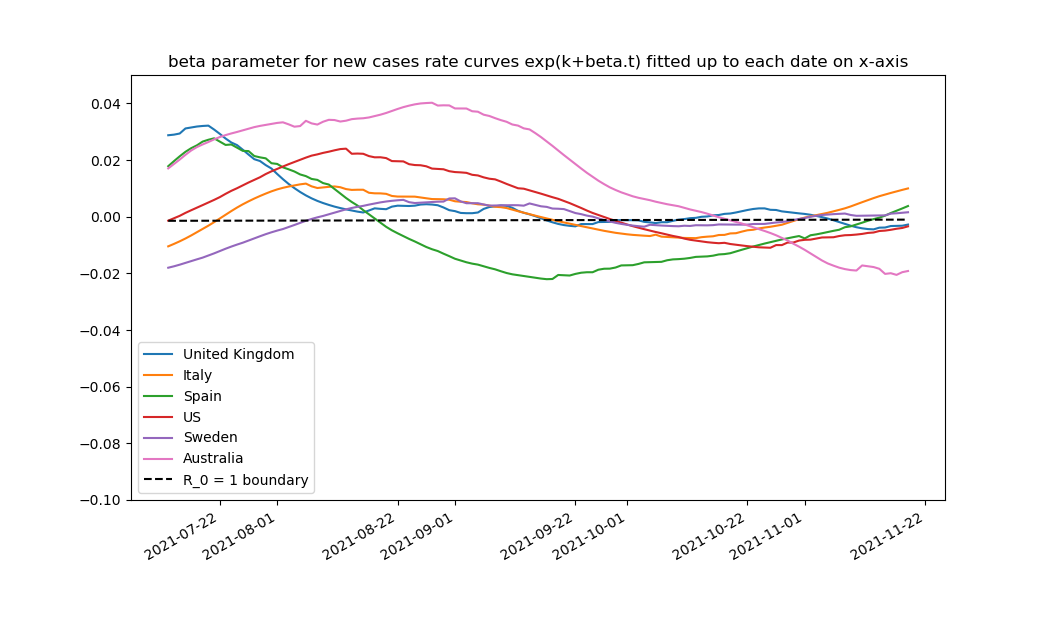 beta parameter for new cases rate curves exp(k+beta.t) fitted up to each date on x-axis
0.04
0.02
0.00
−0.02
−0.04
−0.06
−0.08
−0.10
United Kingdom
Italy
Spain
US
Sweden
Australia
R_0 = 1 boundary
2021-07-22
2021-08-01
2021-08-22
2021-09-01
2021-09-22
2021-10-01
2021-10-22
2021-11-01
2021-11-22